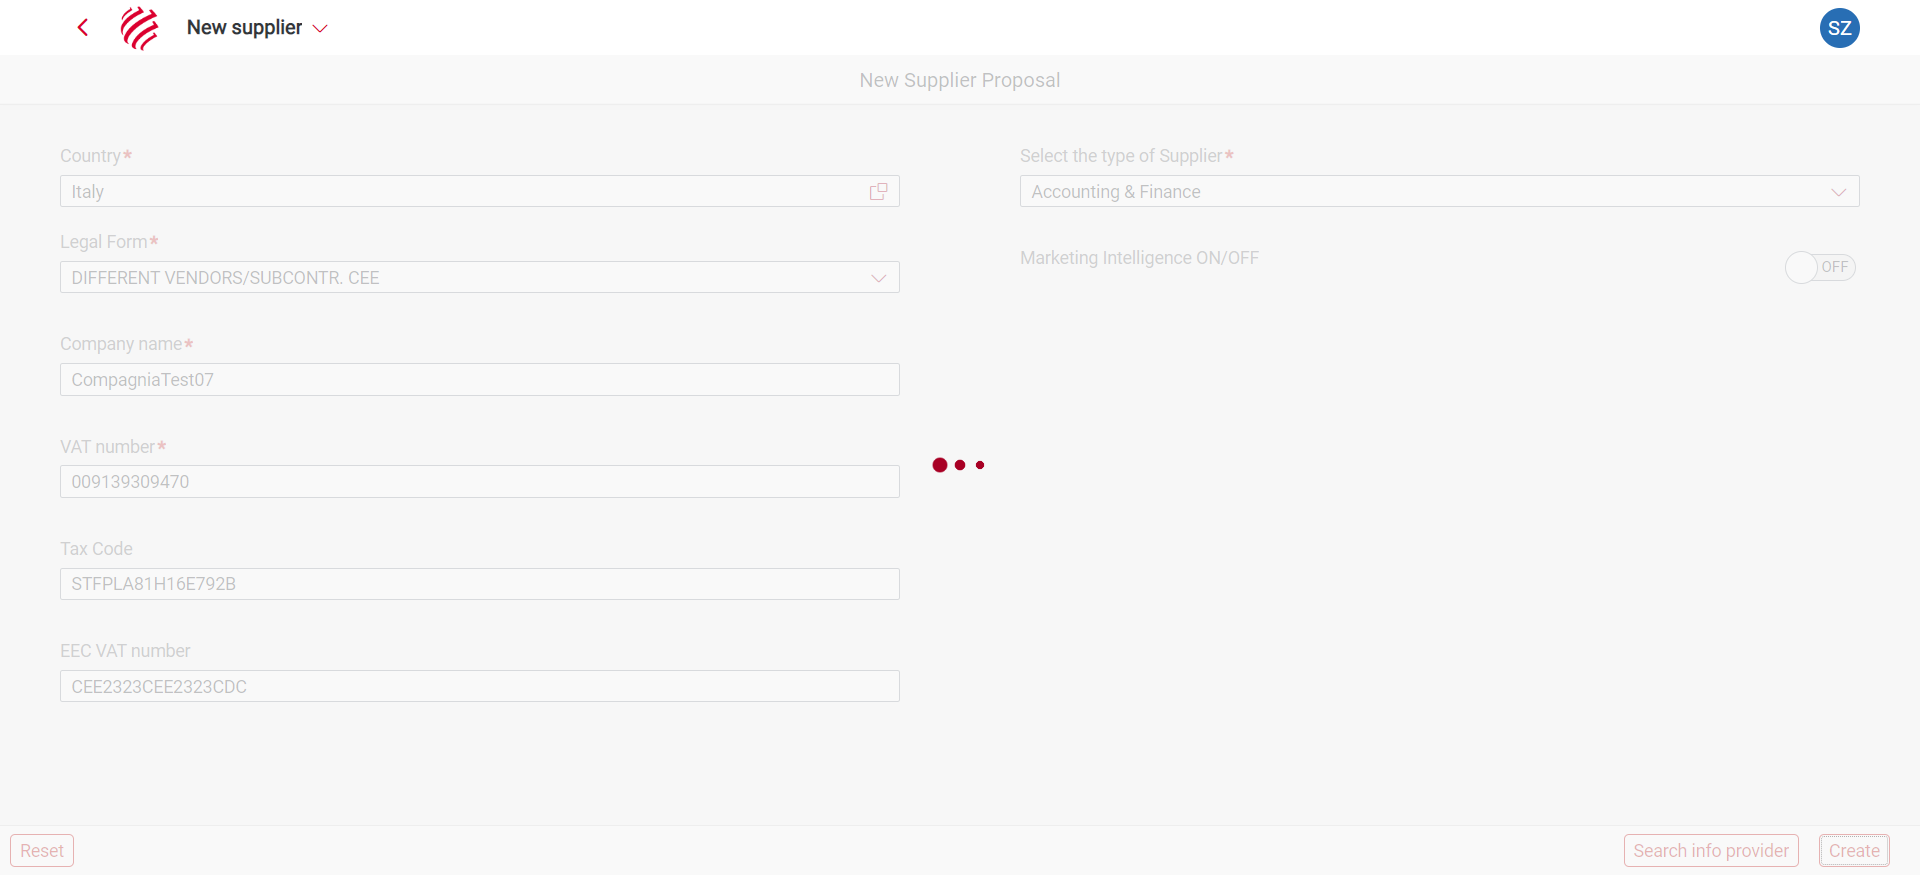 New supplier
SZ
New Supplier Proposal
Country*
Italy
Legal Form*
DIFFERENT VENDORS/SUBCONTR. CEE
Company name*
CompagniaTest07
VAT number*
009139309470
Tax Code
STFPLA81H16E792B
EEC VAT number
CEE2323CEE2323CDC
Select the type of Supplier*
Accounting & Finance
Marketing Intelligence ON/OFF
OFF
Reset
Search info provider
Create